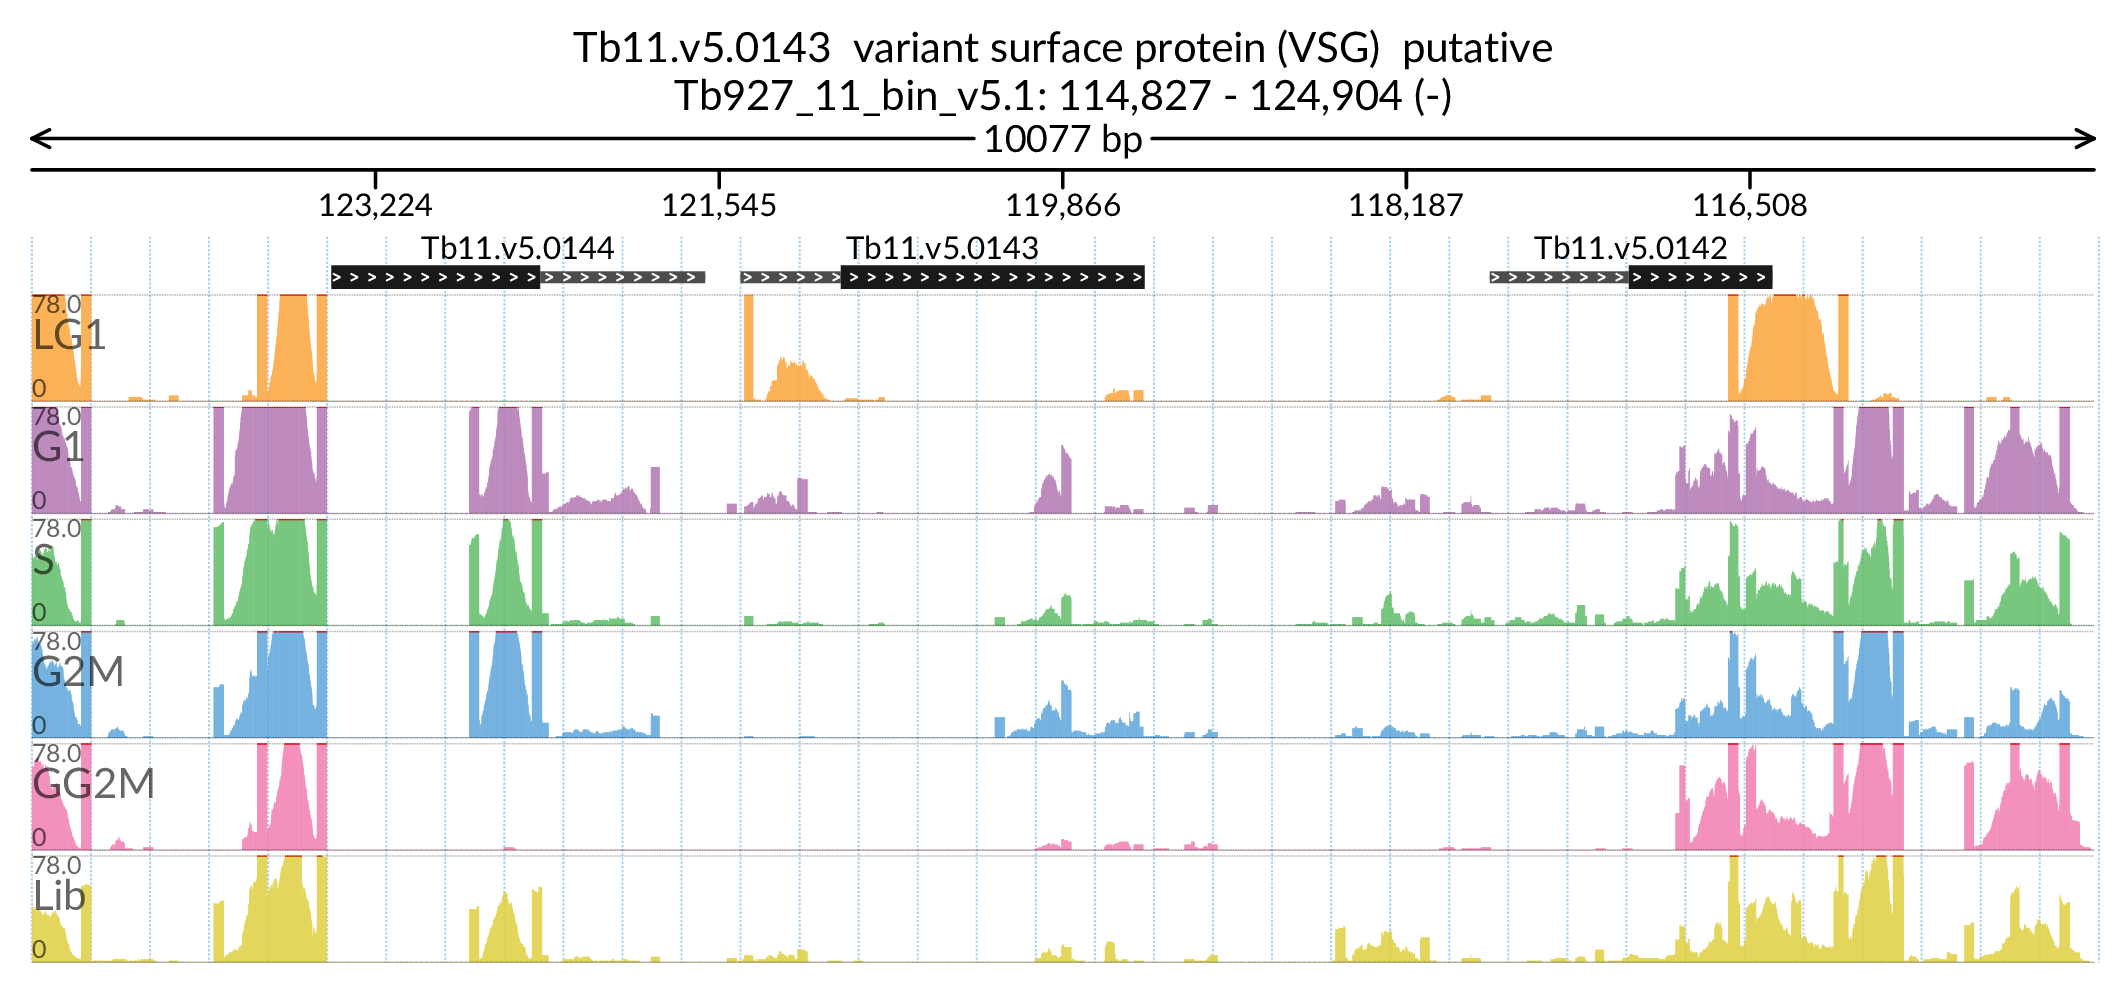 Tb11.v5.0143 variant surface protein (VSG) putative
Tb927_11_bin_v5.1: 114,827 - 124,904 (-)
10077 bp
123,224 121,545 119,866 118,187 116,508
Tb11.v5.0144 Tb11.v5.0143 Tb11.v5.0142
78.0
LG1
0
78.0
G1
0
78.0
S
0
78.0
G2M
0
78.0
GG2M
0
78.0
Lib
0